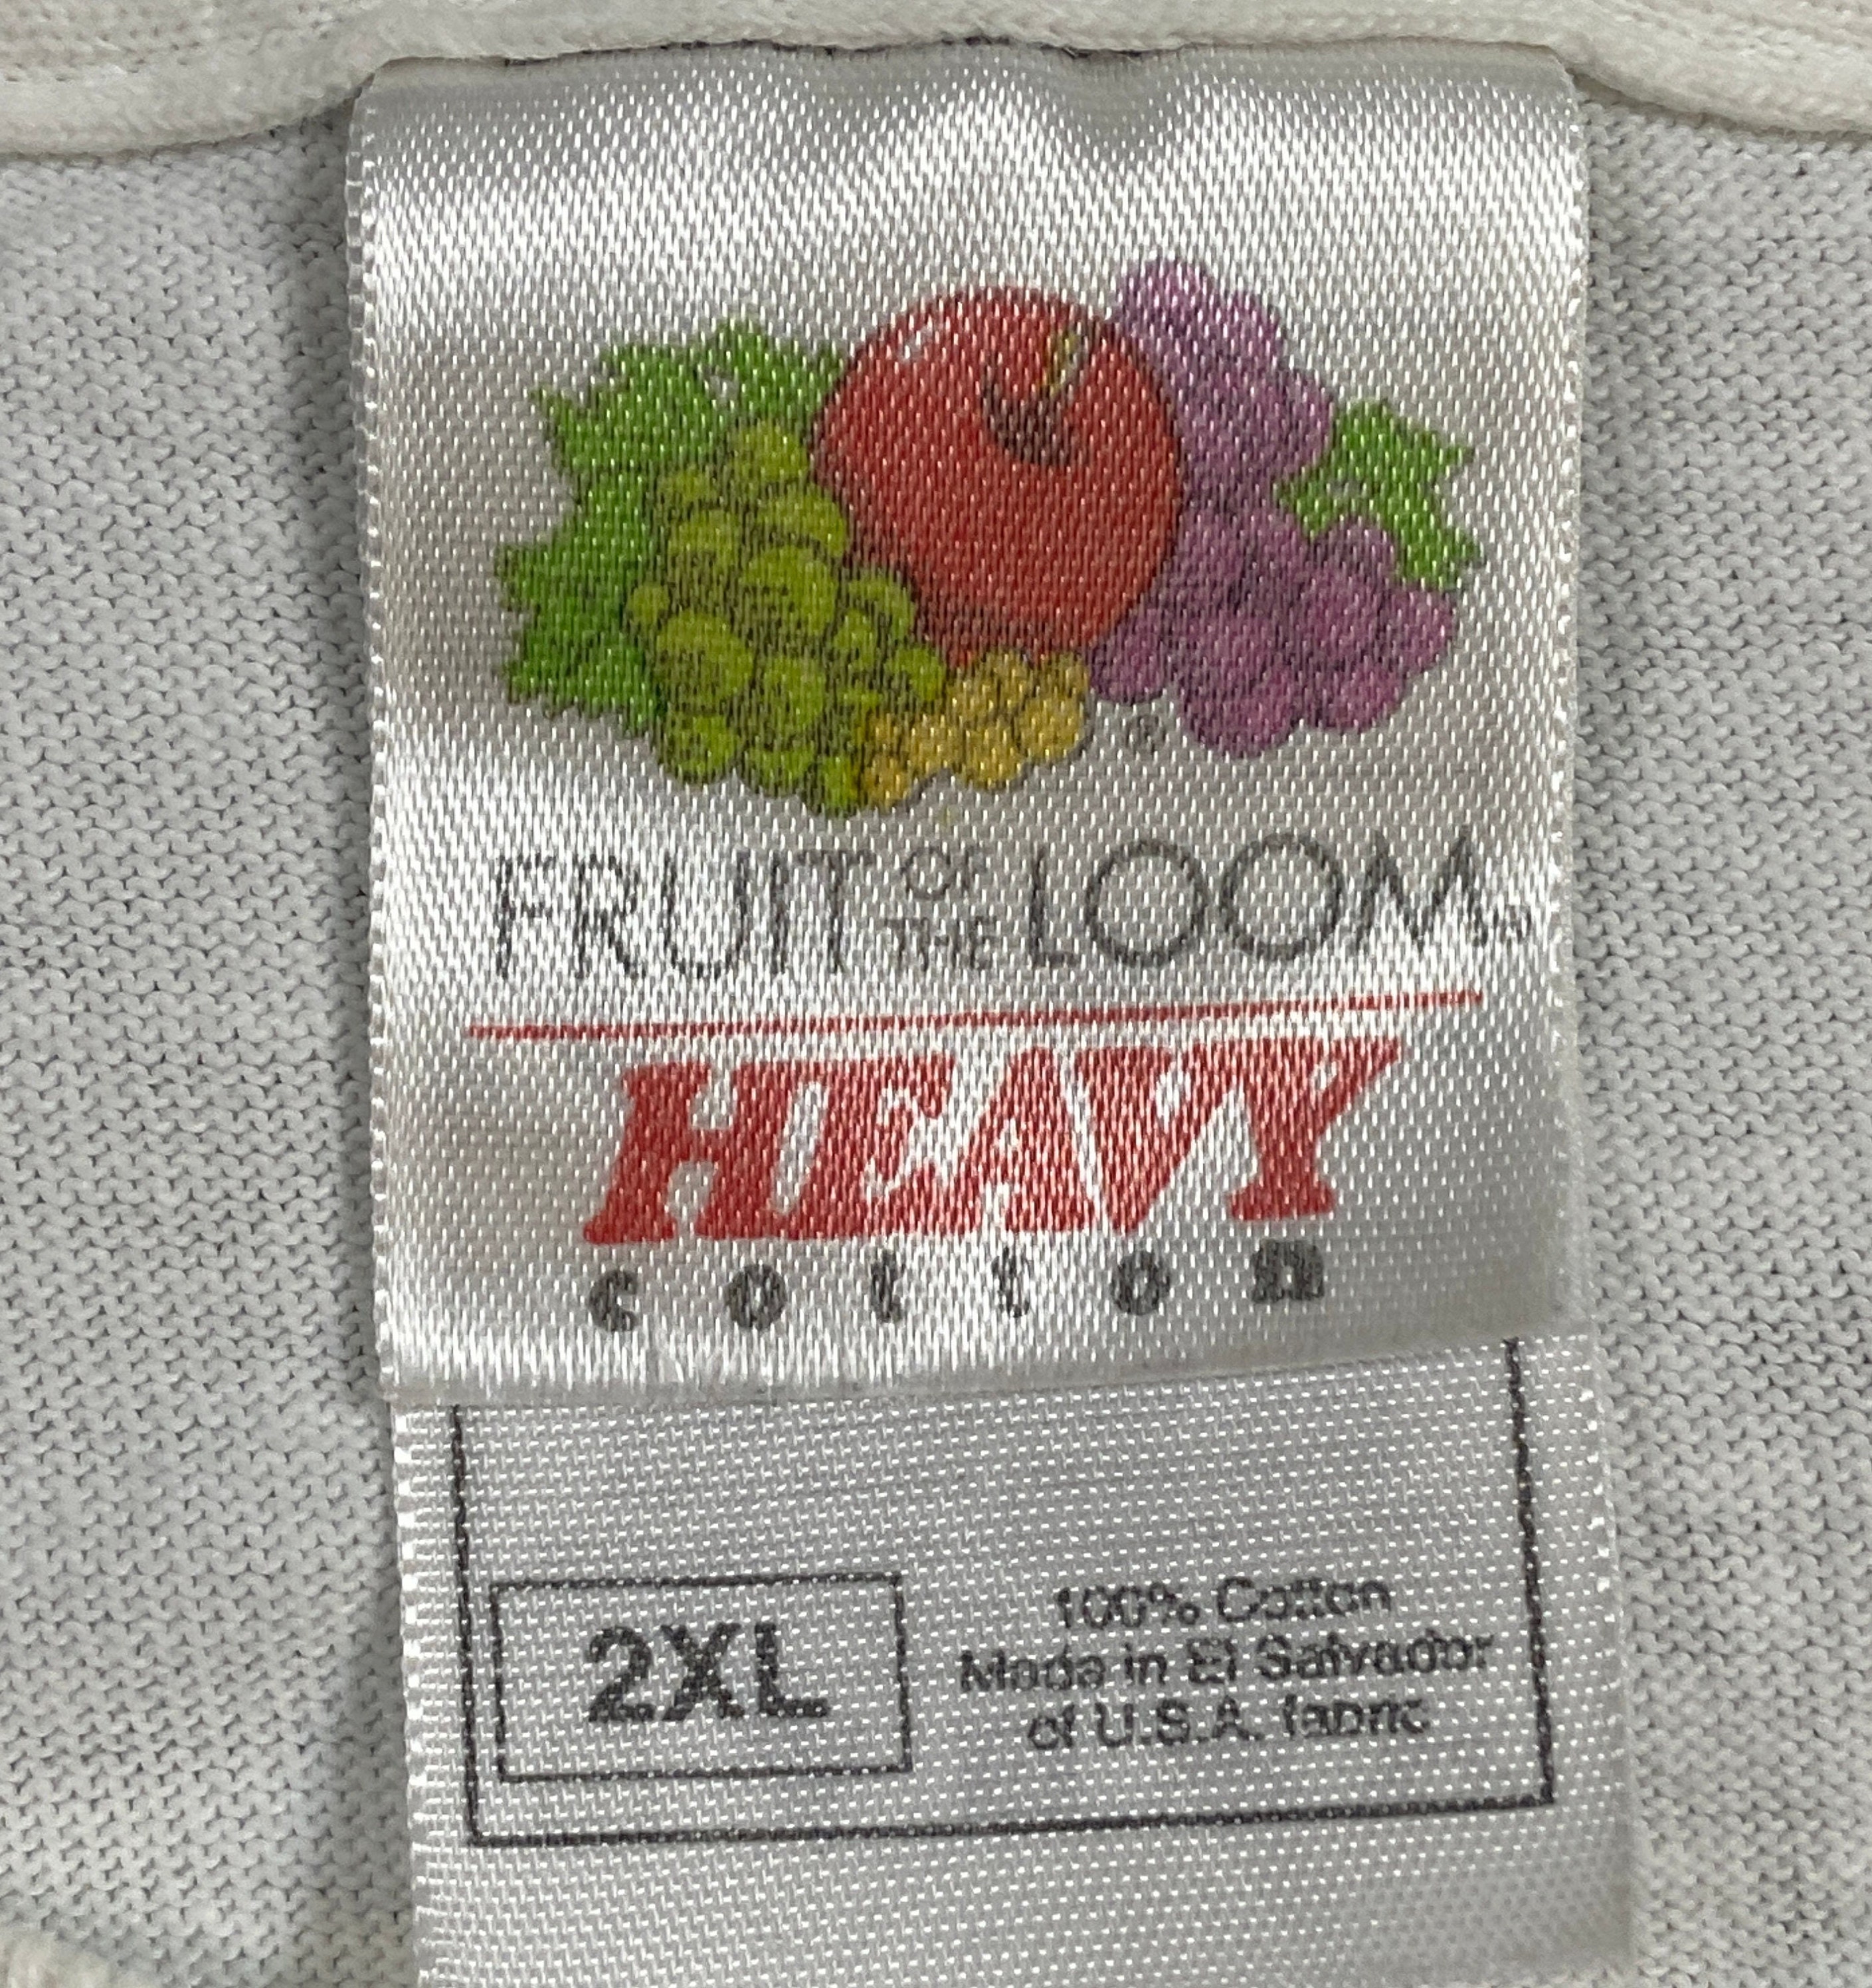 FRUIT OF THE LOOM®
HEAVY
cotton
2XL
100% Cotton
Made in El Salvador
of U.S.A. fabric